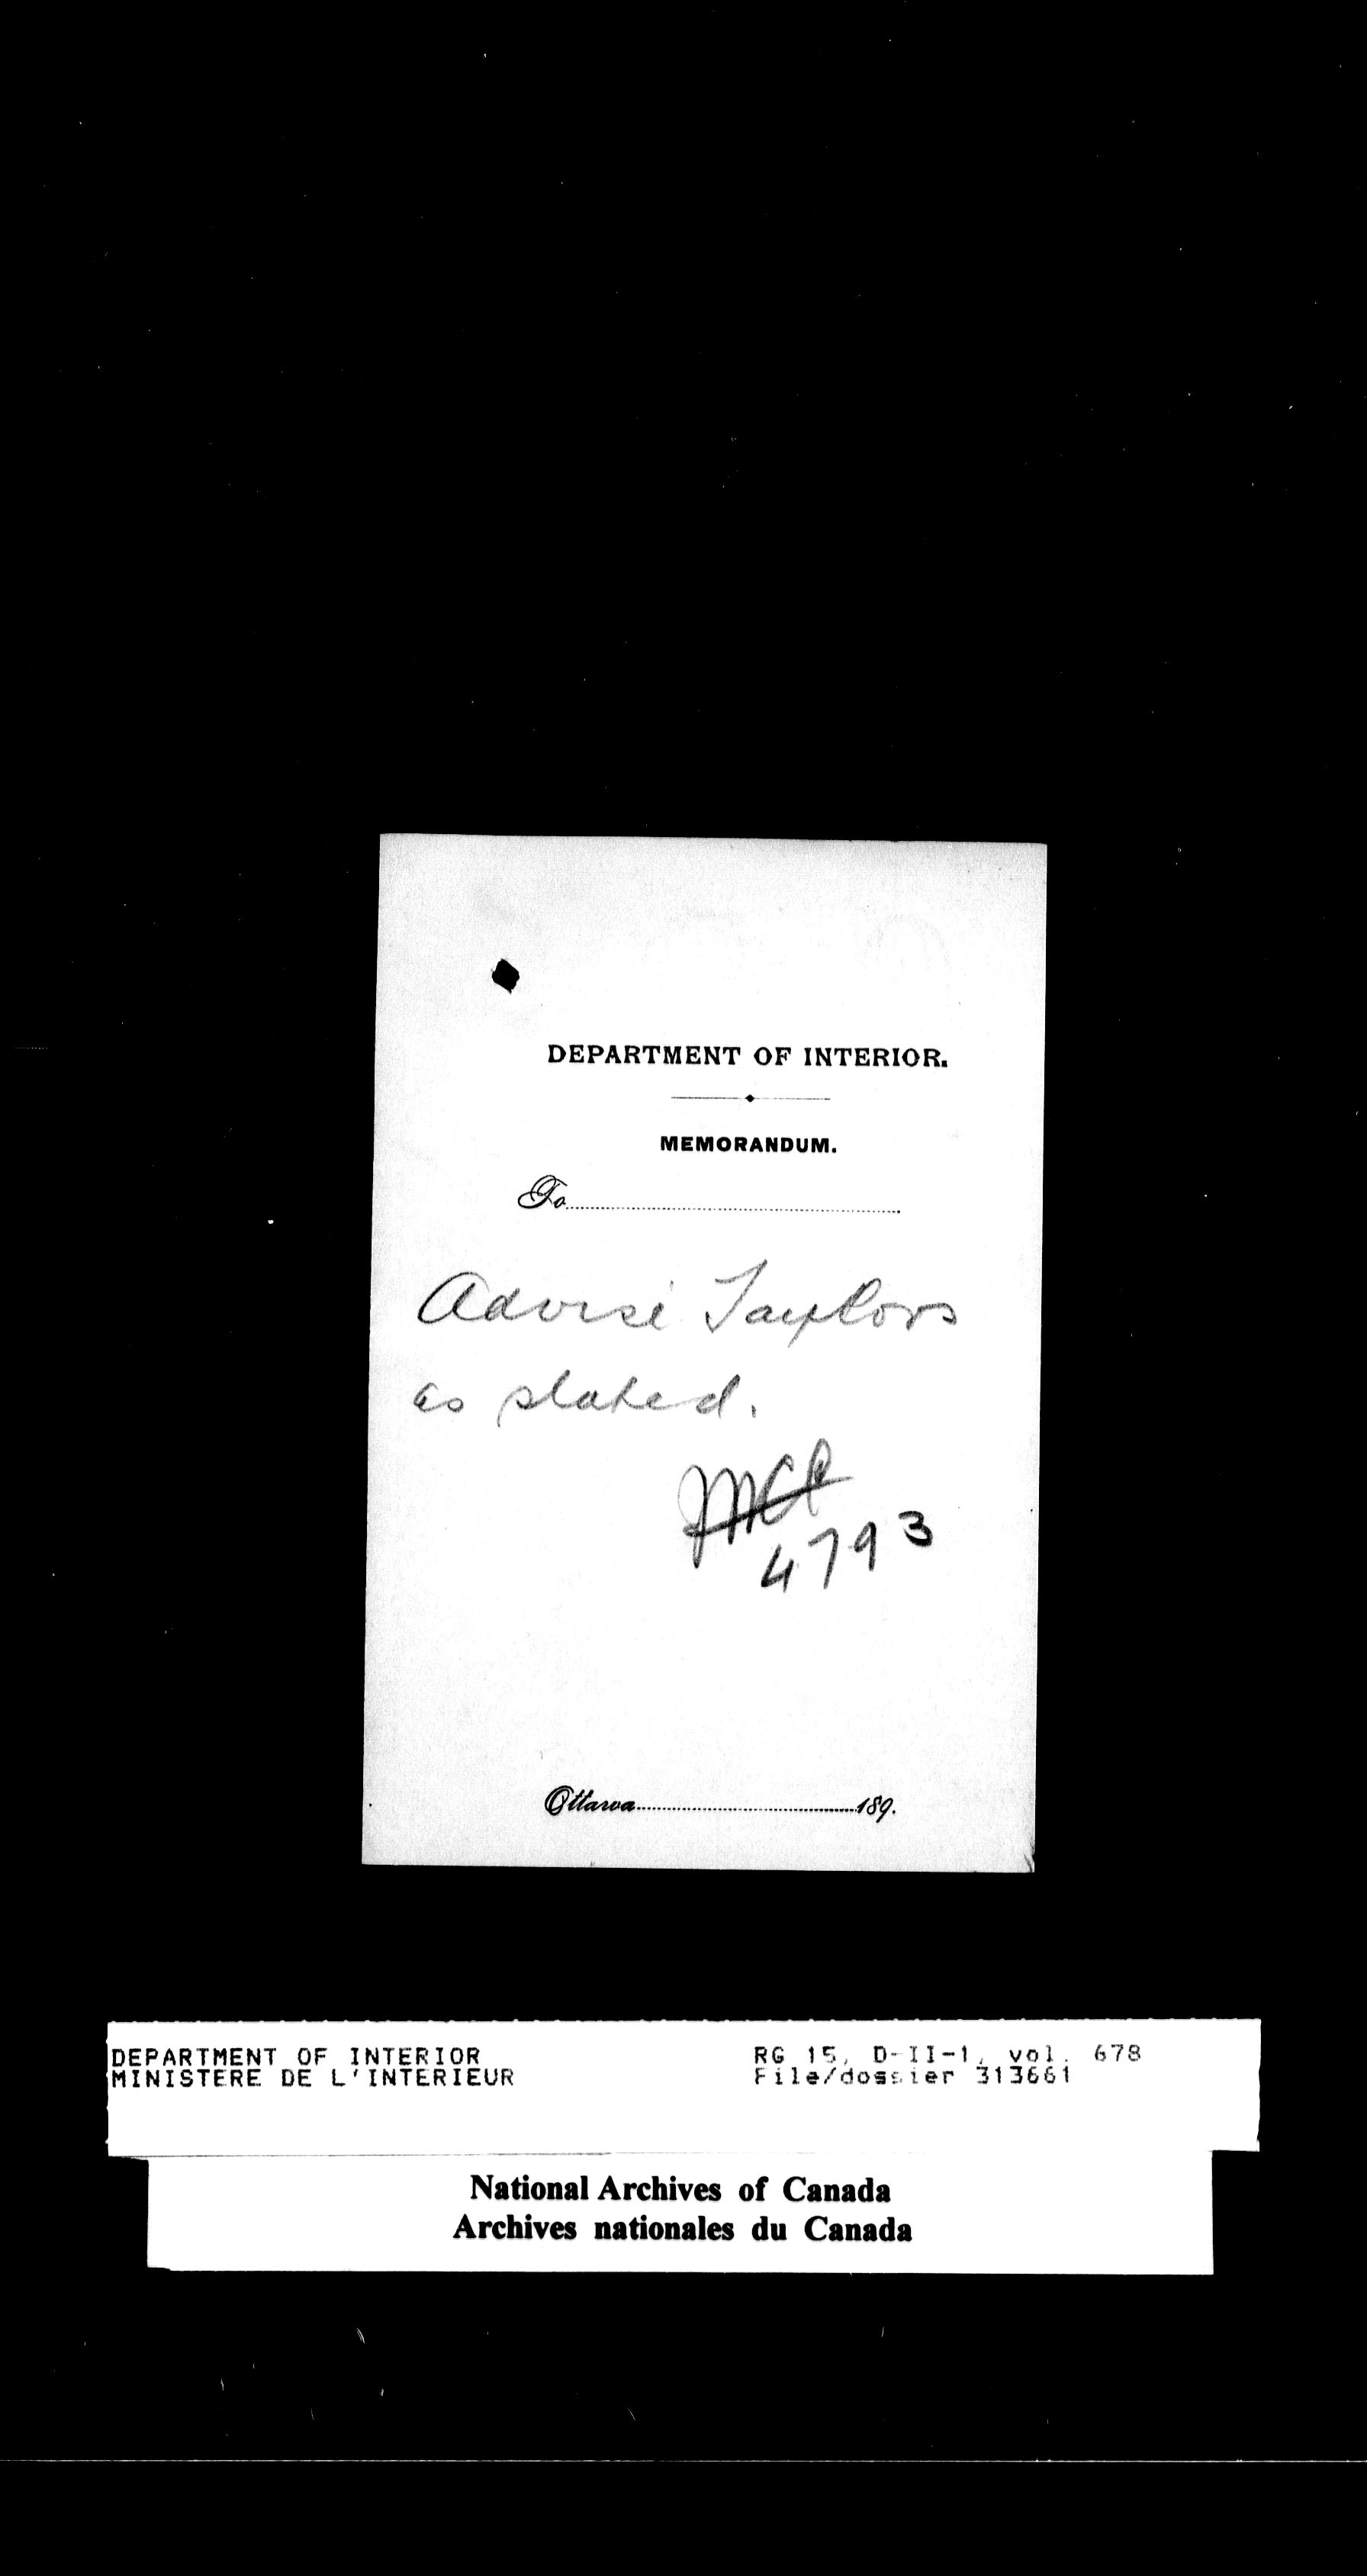 DEPARTMENT OF INTERIOR.
MEMORANDUM.
To
Advise Taylors
as stated.
4793
Ottawa 189.
DEPARTMENT OF INTERIOR RG 15, D-II-1, vol. 678
MINISTERE DE L'INTERIEUR File/dossier 313661
National Archives of Canada
Archives nationales du Canada